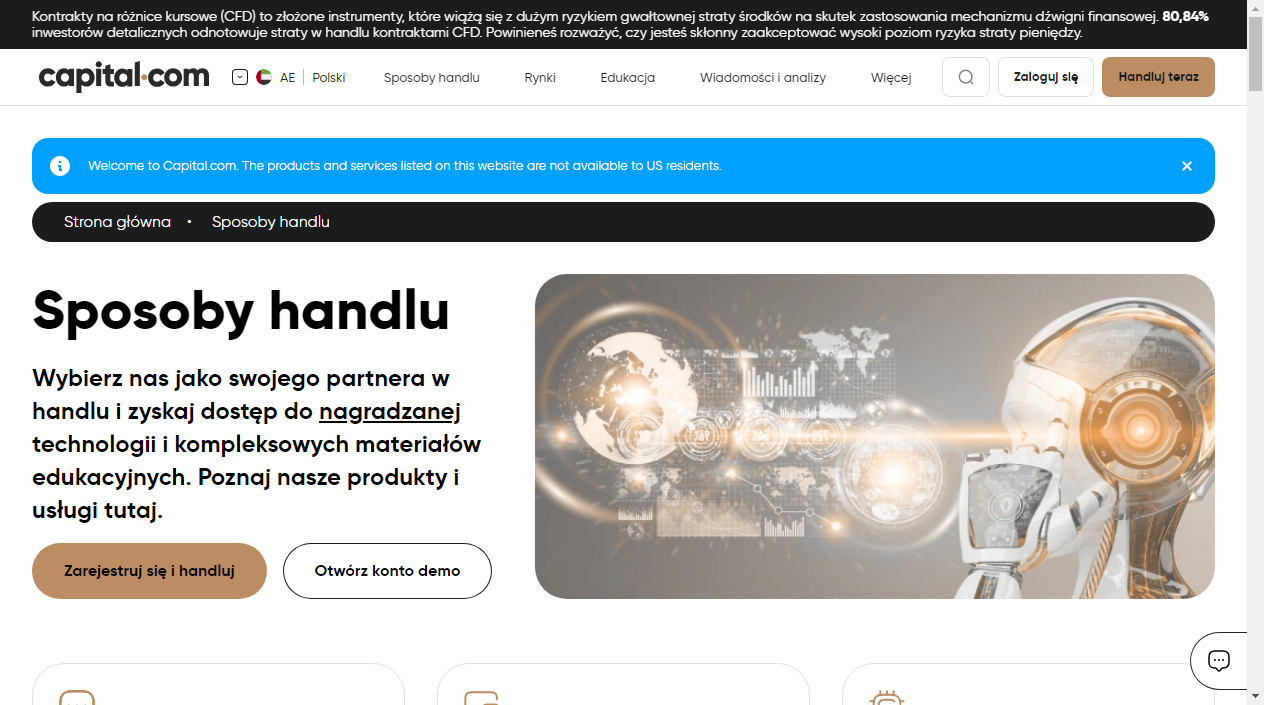 Kontrakty na różnice kursowe (CFD) to złożone instrumenty, które wiążą się z dużym ryzykiem gwałtownej straty środków na skutek zastosowania mechanizmu dźwigni finansowej. 80,84%
inwestorów detalicznych odnotowuje straty w handlu kontraktami CFD. Powinieneś rozważyć, czy jesteś skłonny zaakceptować wysoki poziom ryzyka straty pieniędzy.
capital.com AE Polski Sposoby handlu Rynki Edukacja Wiadomości i analizy Więcej Zaloguj się Handluj teraz
Welcome to Capital.com. The products and services listed on this website are not available to US residents.
Strona główna • Sposoby handlu
Sposoby handlu
Wybierz nas jako swojego partnera w
handlu i zyskaj dostęp do nagradzanej
technologii i kompleksowych materiałów
edukacyjnych. Poznaj nasze produkty i
usługi tutaj.
Zarejestruj się i handluj Otwórz konto demo